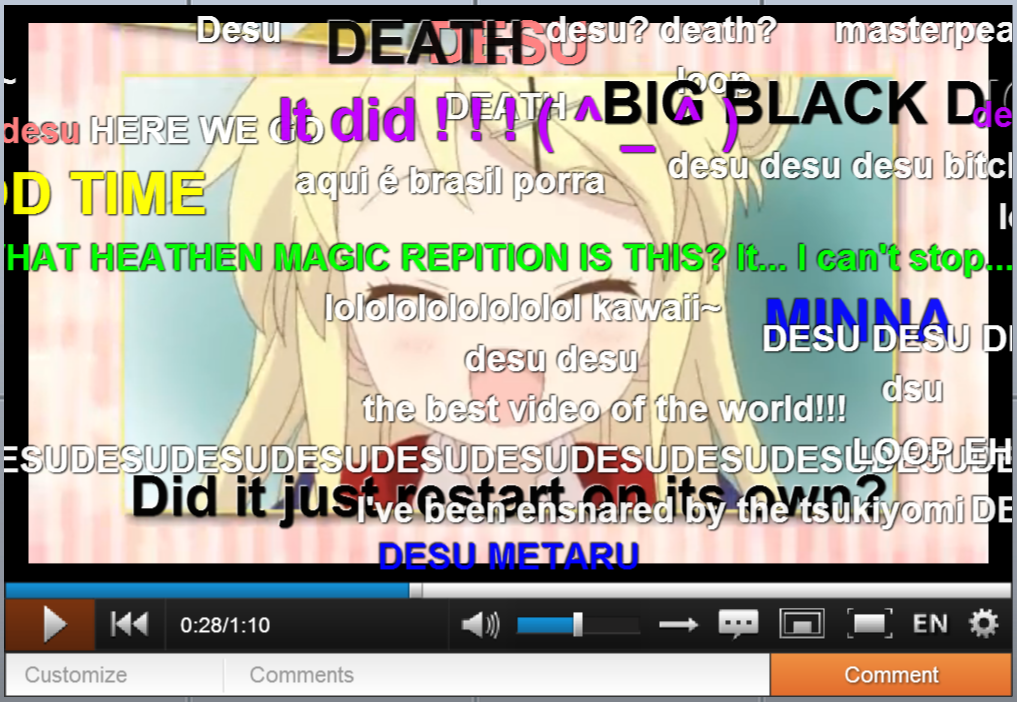 Desu
DEATH
DESU
desu? death?
masterpea
~
loop
DEATH
BIG BLACK D
desu
HERE WE GO
It did ! ! ! ( ^ _ ^ )
de
desu desu desu bitc
aqui é brasil porra
OD TIME
HAT HEATHEN MAGIC REPITION IS THIS? It... I can't stop...
lolololololololol kawaii~
MINNA
DESU DESU D
desu desu
dsu
the best video of the world!!!
LOOP EH
ESUDESUDESUDESUDESUDESUDESUDESUDESUDESUDESU
Did it just restart on its own?
I've been ensnared by the tsukiyomi
DE
DESU METARU
0:28/1:10
EN
Customize
Comments
Comment